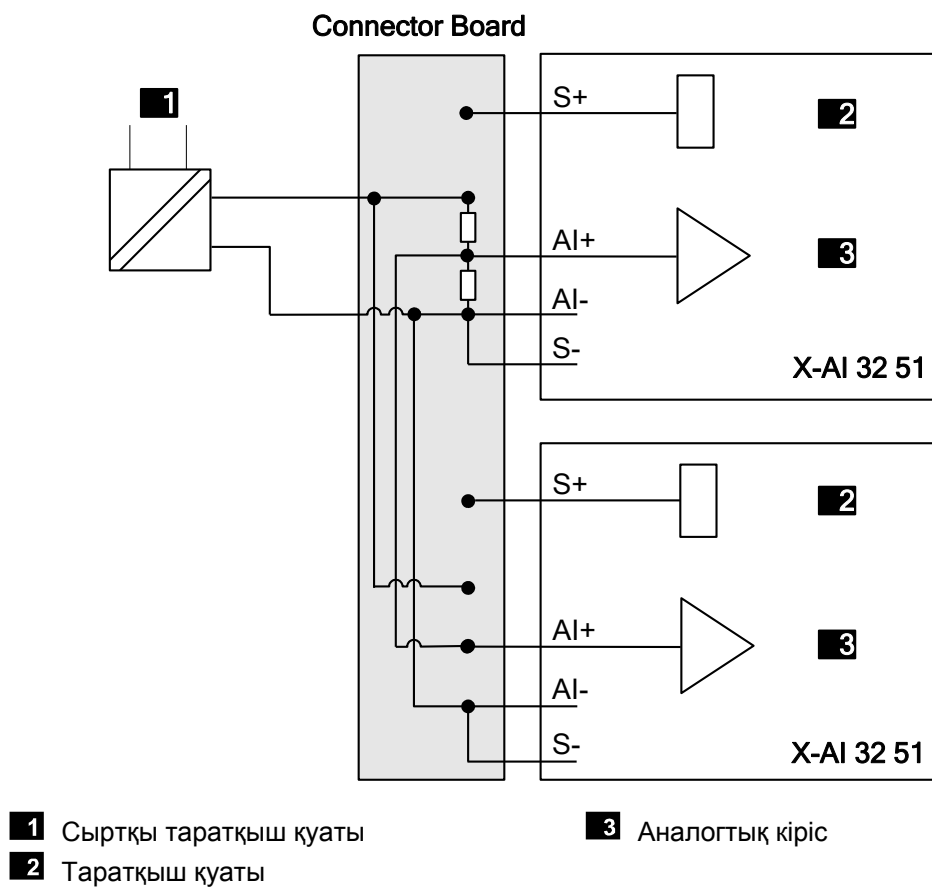 Connector Board
1
S+
2
AI+
3
AI-
S-
X-AI 32 51
S+
2
AI+
3
AI-
S-
X-AI 32 51
1 Сыртқы таратқыш қуаты
3 Аналогтық кіріс
2 Таратқыш қуаты